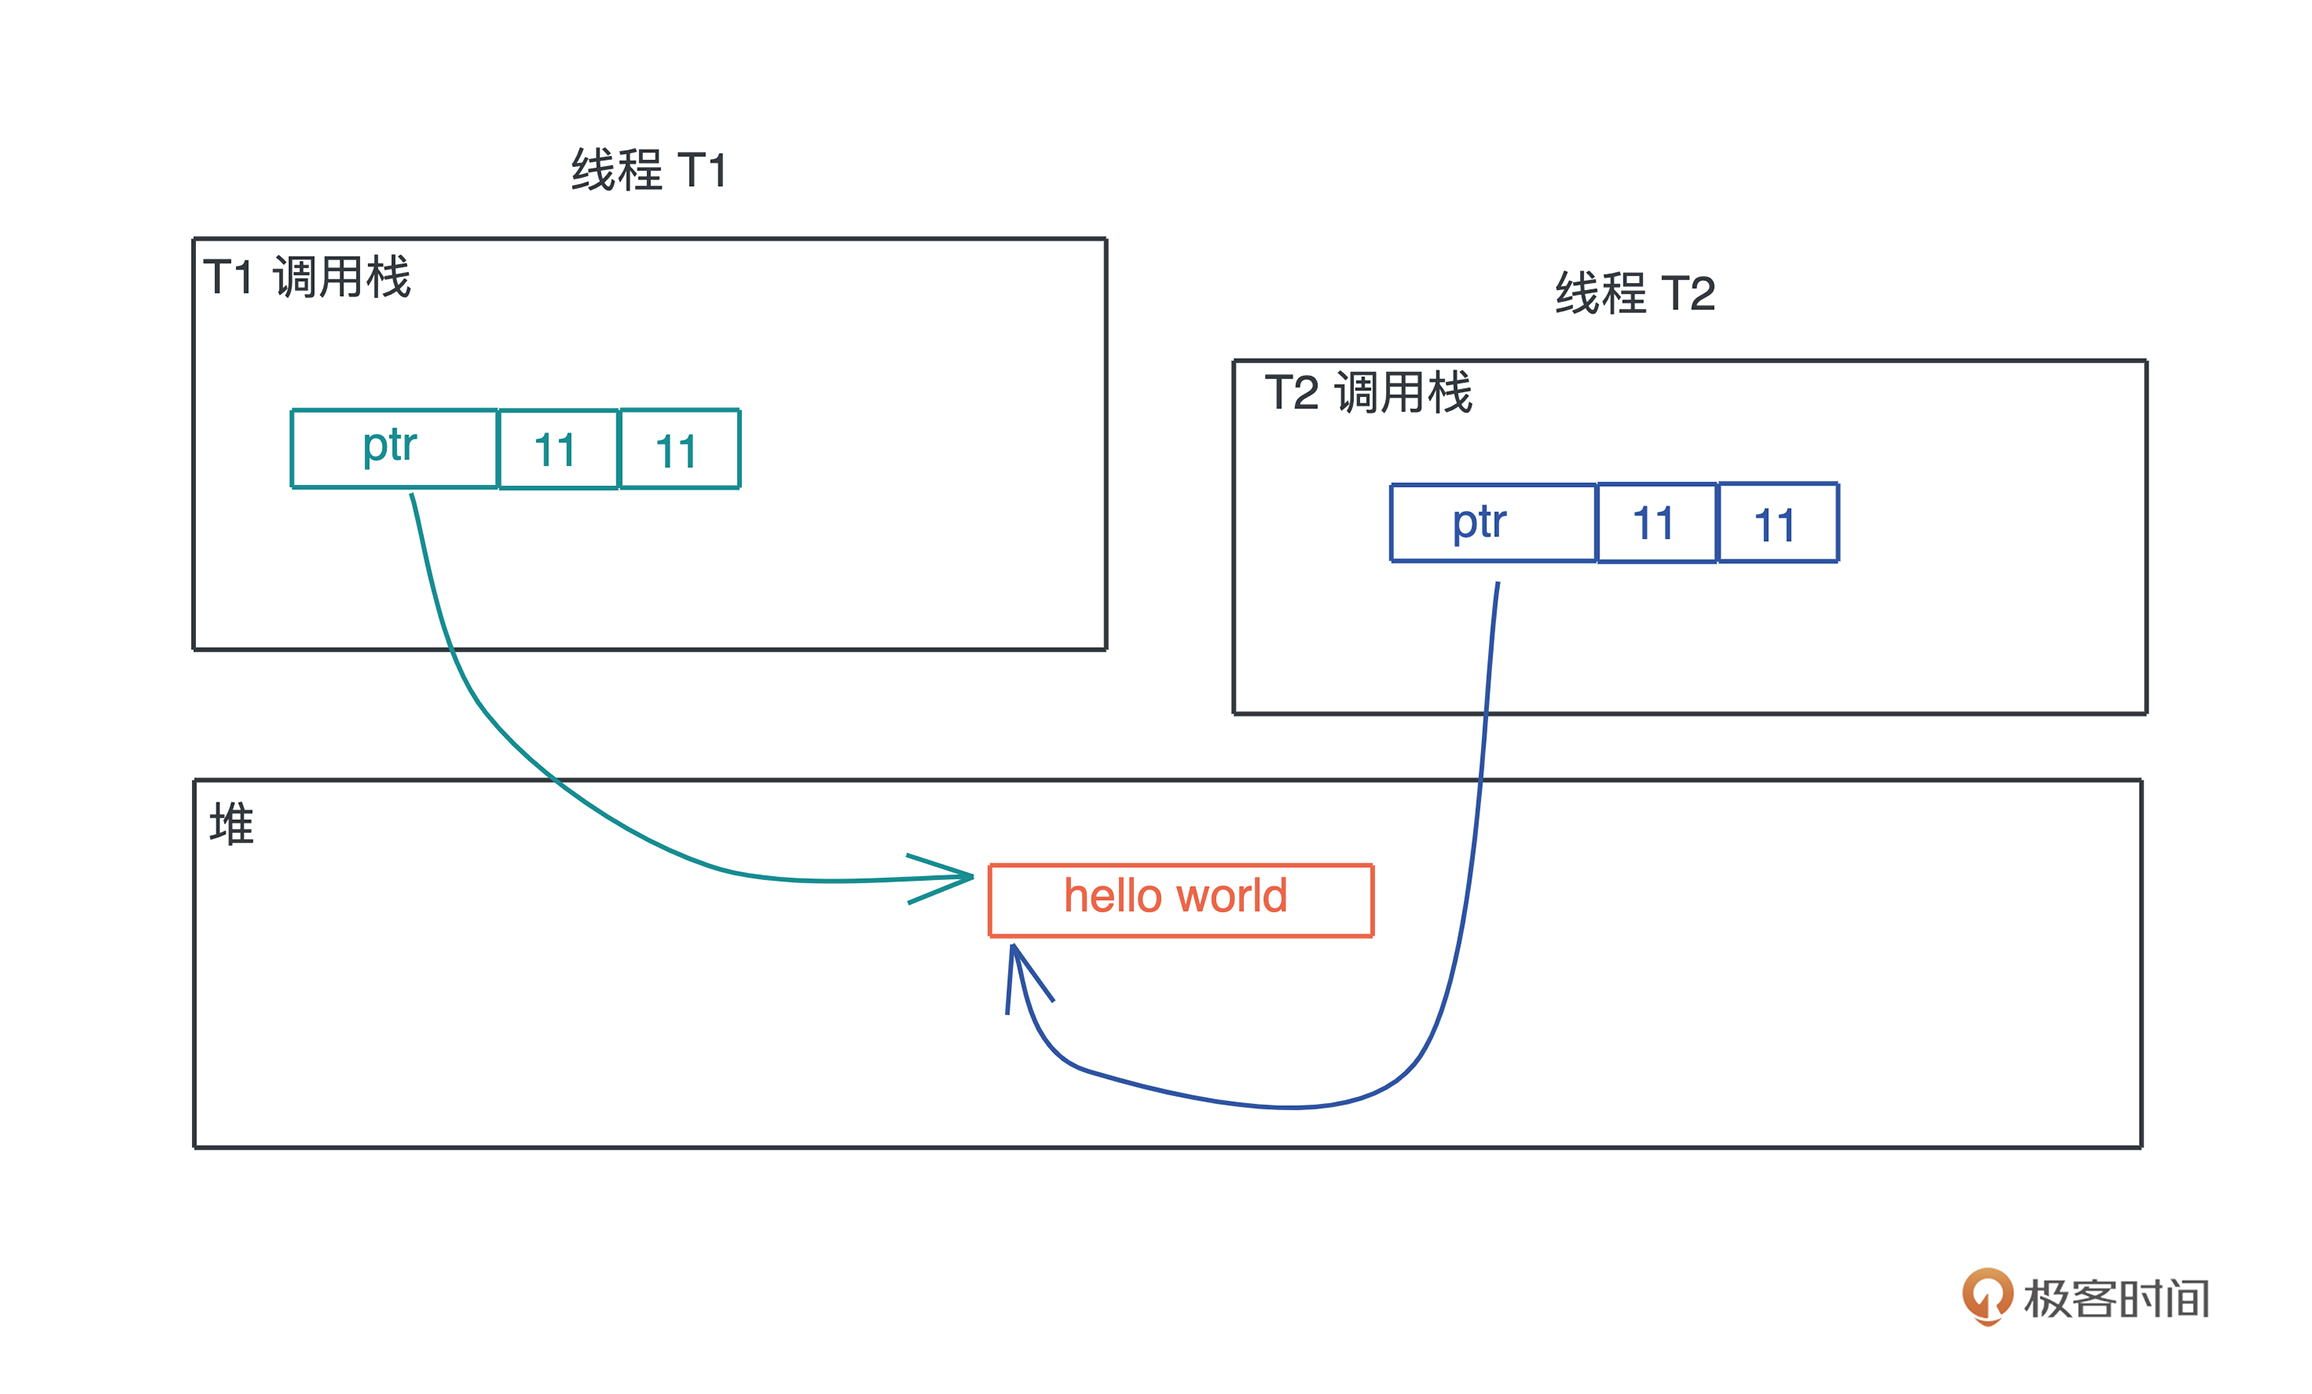 线程 T1
T1 调用栈
ptr 11 11
线程 T2
T2 调用栈
ptr 11 11
堆
hello world
极客时间